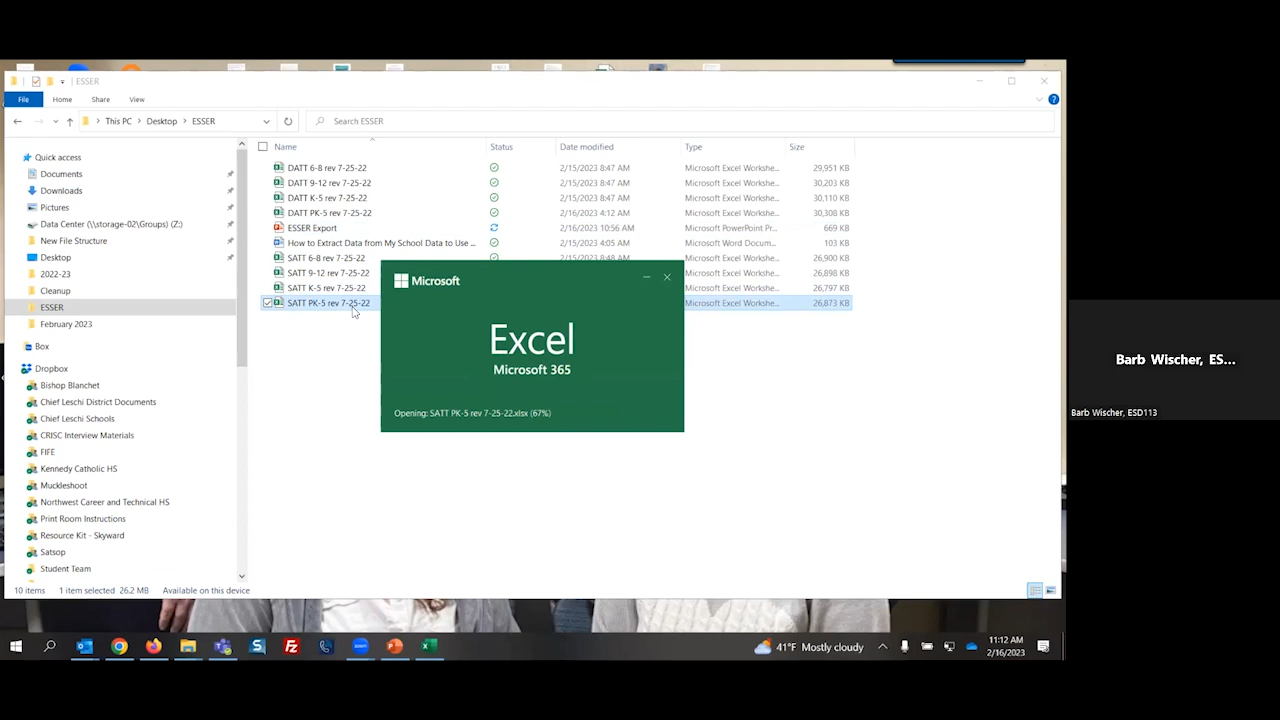 ESSER
File Home Share View
This PC > Desktop > ESSER
Search ESSER
Name Status Date modified Type Size
Quick access
Documents
Downloads
Pictures
Data Center (\\storage-02\Groups) (Z:)
New File Structure
Desktop
2022-23
Cleanup
ESSER
February 2023
Box
Dropbox
Bishop Blanchet
Chief Leschi District Documents
Chief Leschi Schools
CRISC Interview Materials
FIFE
Kennedy Catholic HS
Muckleshoot
Northwest Career and Technical HS
Print Room Instructions
Resource Kit - Skyward
Satsop
Student Team
DATT 6-8 rev 7-25-22 2/15/2023 8:47 AM Microsoft Excel Workshe... 29,951 KB
DATT 9-12 rev 7-25-22 2/15/2023 8:47 AM Microsoft Excel Workshe... 30,203 KB
DATT K-5 rev 7-25-22 2/15/2023 8:47 AM Microsoft Excel Workshe... 30,110 KB
DATT PK-5 rev 7-25-22 2/16/2023 4:12 AM Microsoft Excel Workshe... 30,308 KB
ESSER Export 2/16/2023 10:56 AM Microsoft PowerPoint Pr... 669 KB
How to Extract Data from My School Data to Use ... 2/15/2023 4:05 AM Microsoft Word Docum... 103 KB
SATT 6-8 rev 7-25-22 2/15/2023 8:48 AM Microsoft Excel Workshe... 26,900 KB
SATT 9-12 rev 7-25-22 Microsoft Excel Workshe... 26,898 KB
SATT K-5 rev 7-25-22 Microsoft Excel Workshe... 26,797 KB
SATT PK-5 rev 7-25-22 Microsoft Excel Workshe... 26,873 KB
Microsoft
Excel
Microsoft 365
Opening: SATT PK-5 rev 7-25-22.xlsx (67%)
10 items 1 item selected 26.2 MB Available on this device
41°F Mostly cloudy
11:12 AM
2/16/2023
Barb Wischer, ES...
Barb Wischer, ESD113